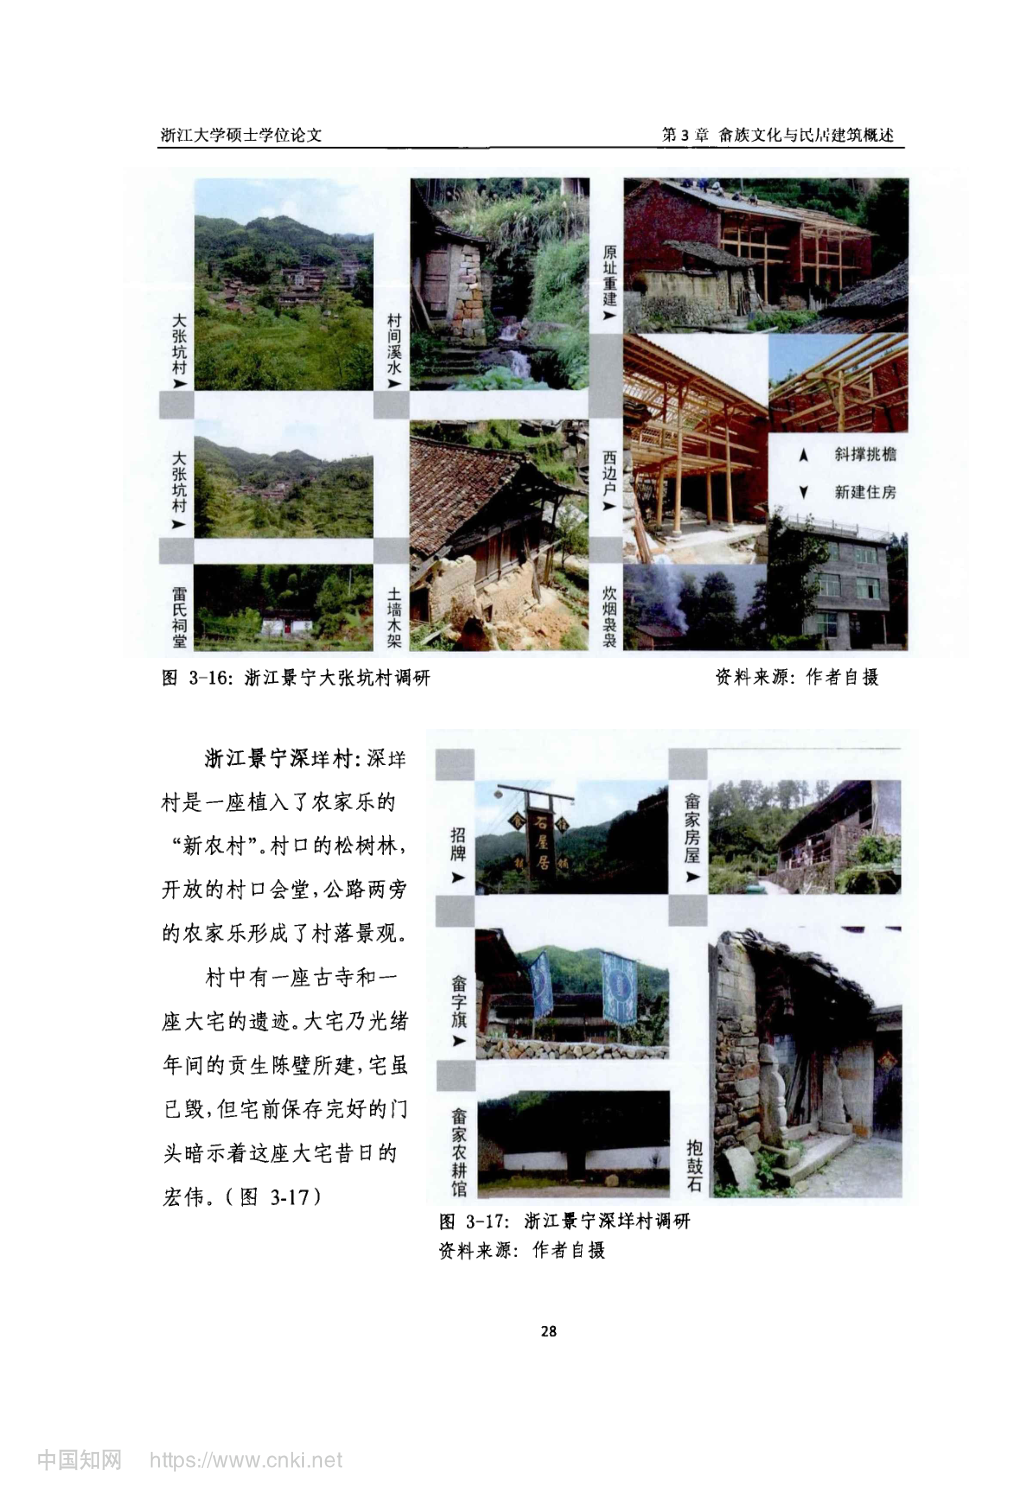 浙江大学硕士学位论文
第 3 章 畲族文化与民居建筑概述
大张坑村
村间溪水
原址重建
大张坑村
西边户
斜撑挑檐
新建住房
雷氏祠堂
土墙木架
炊烟袅袅
图 3-16: 浙江景宁大张坑村调研
资料来源: 作者自摄
浙江景宁深垟村: 深垟
村是一座植入了农家乐的
“新农村”。村口的松树林,
开放的村口会堂, 公路两旁
的农家乐形成了村落景观。
村中有一座古寺和一
座大宅的遗迹。大宅乃光绪
年间的贡生陈璧所建, 宅虽
已毁, 但宅前保存完好的门
头暗示着这座大宅昔日的
宏伟。( 图 3-17)
招牌
石屋居
畲家房屋
畲字旗
畲家农耕馆
抱鼓石
图 3-17: 浙江景宁深垟村调研
资料来源: 作者自摄
28
中国知网 https://www.cnki.net